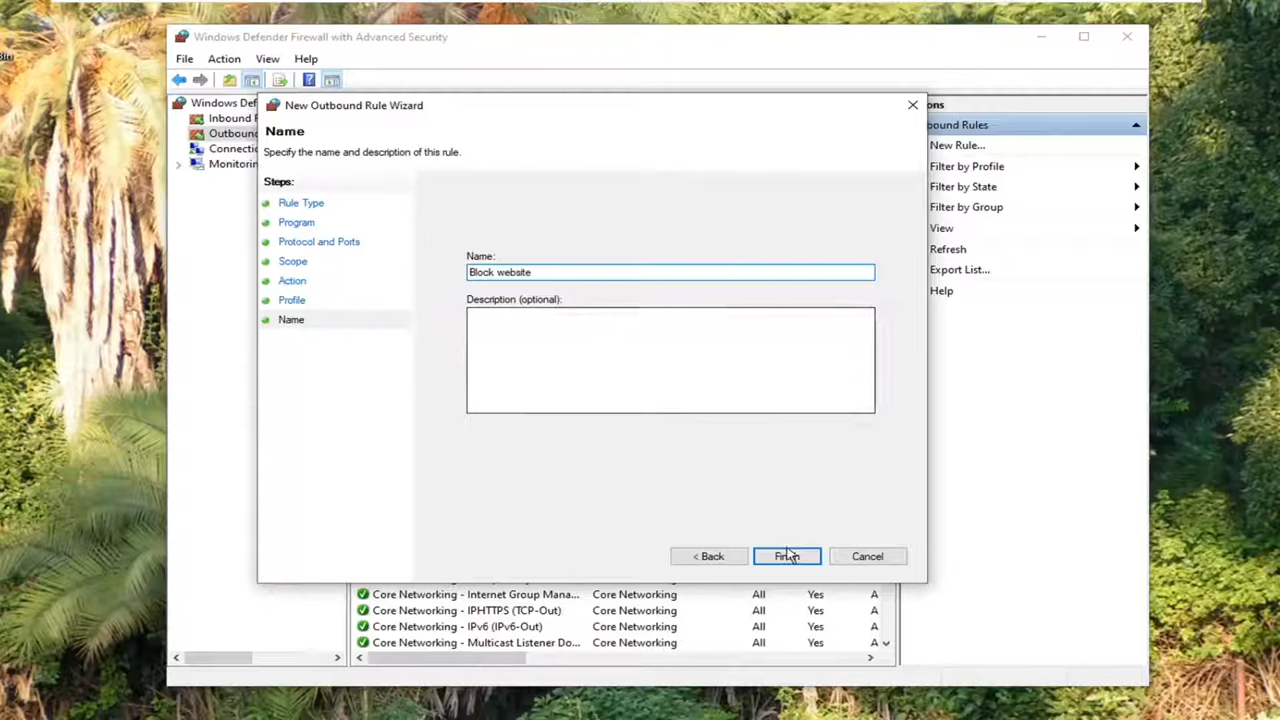 Windows Defender Firewall with Advanced Security
File Action View Help
Windows Def
Inbound
Outbound
Connectio
Monitorin
New Outbound Rule Wizard
Name
Specify the name and description of this rule.
Steps:
Rule Type
Program
Protocol and Ports
Scope
Action
Profile
Name
Name:
Block website
Description (optional):
< Back
Cancel
ons
bound Rules
New Rule...
Filter by Profile
Filter by State
Filter by Group
View
Refresh
Export List...
Help
Core Networking - Internet Group Mana... Core Networking All Yes A
Core Networking - IPHTTPS (TCP-Out) Core Networking All Yes A
Core Networking - IPv6 (IPv6-Out) Core Networking All Yes A
Core Networking - Multicast Listener Do... Core Networking All Yes A